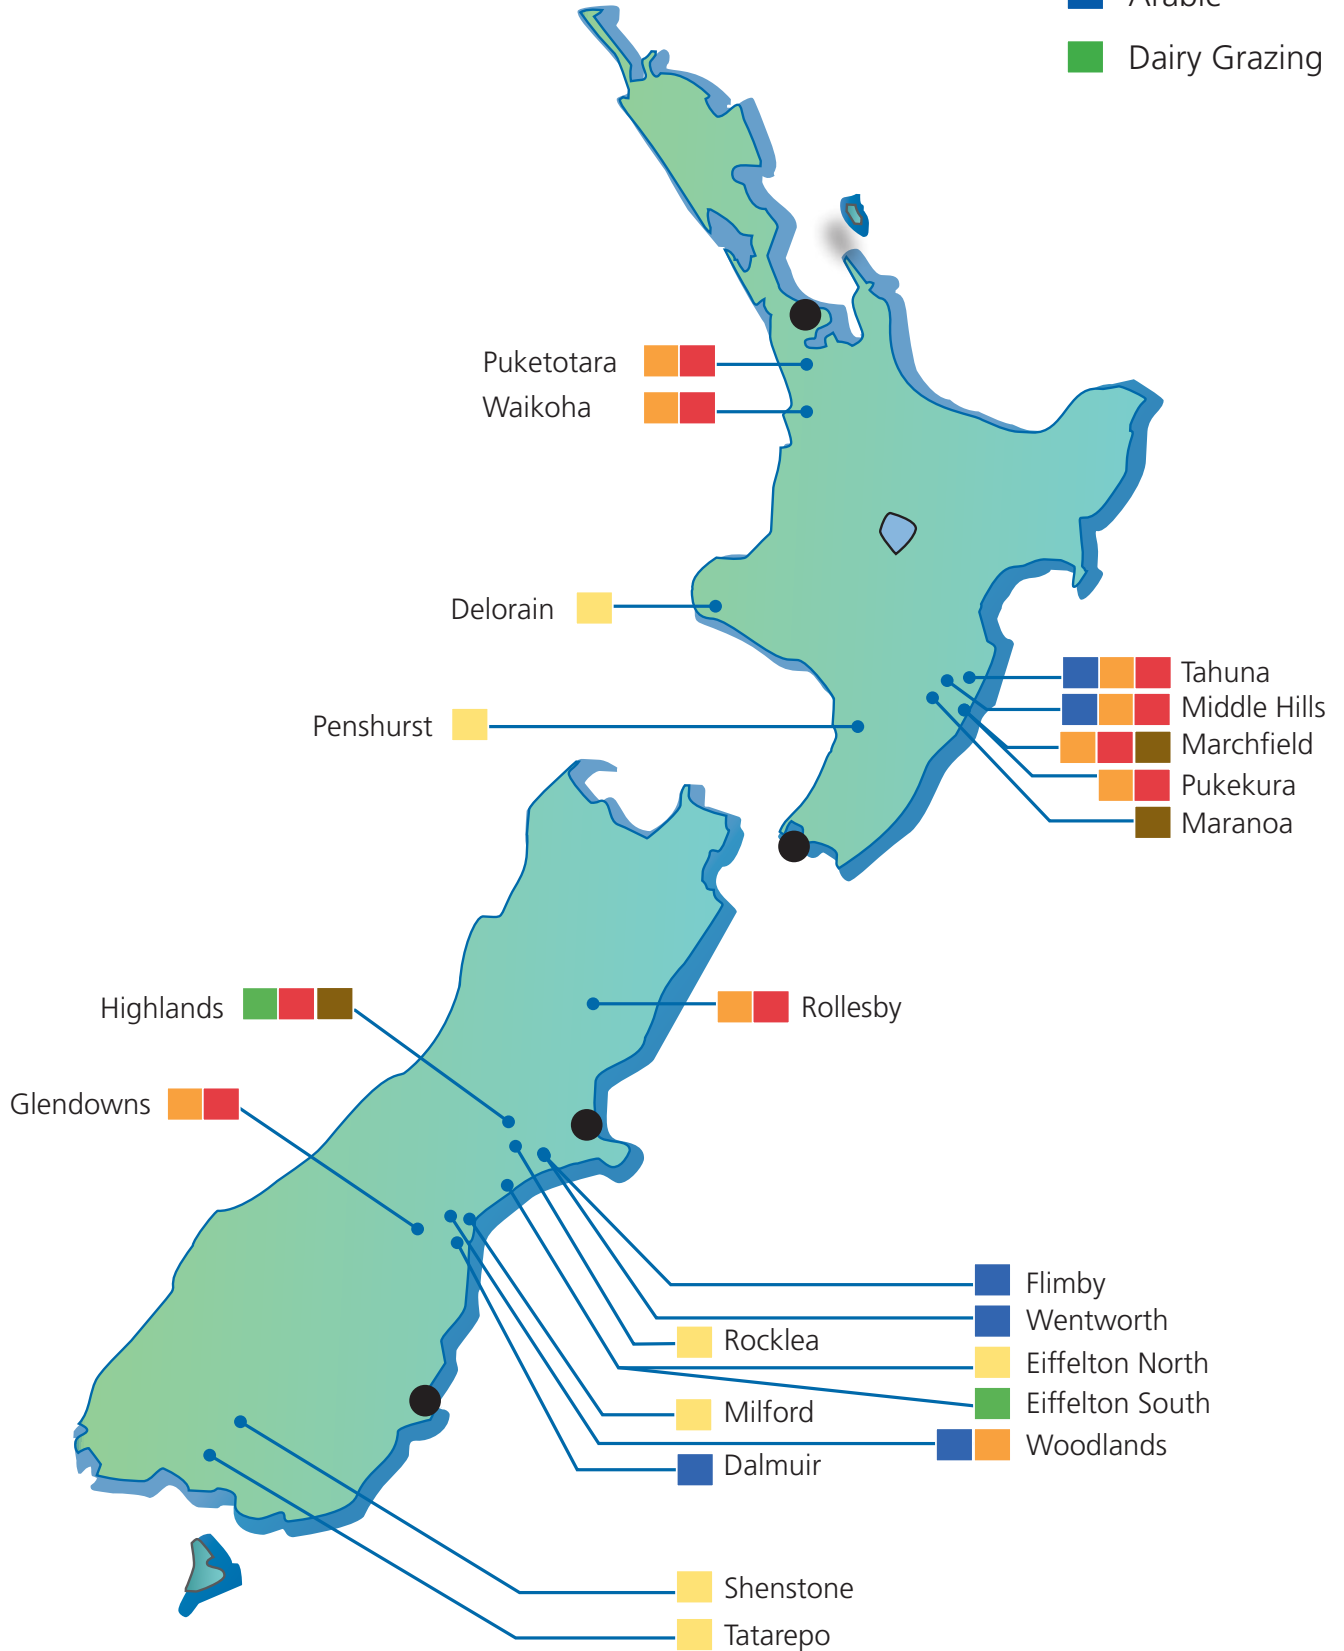 Arable
Dairy Grazing
Puketotara
Waikoha
Delorain
Tahuna
Middle Hills
Penshurst
Marchfield
Pukekura
Maranoa
Highlands
Rollesby
Glendowns
Flimby
Wentworth
Rocklea
Eiffelton North
Eiffelton South
Milford
Woodlands
Dalmuir
Shenstone
Tatarepo